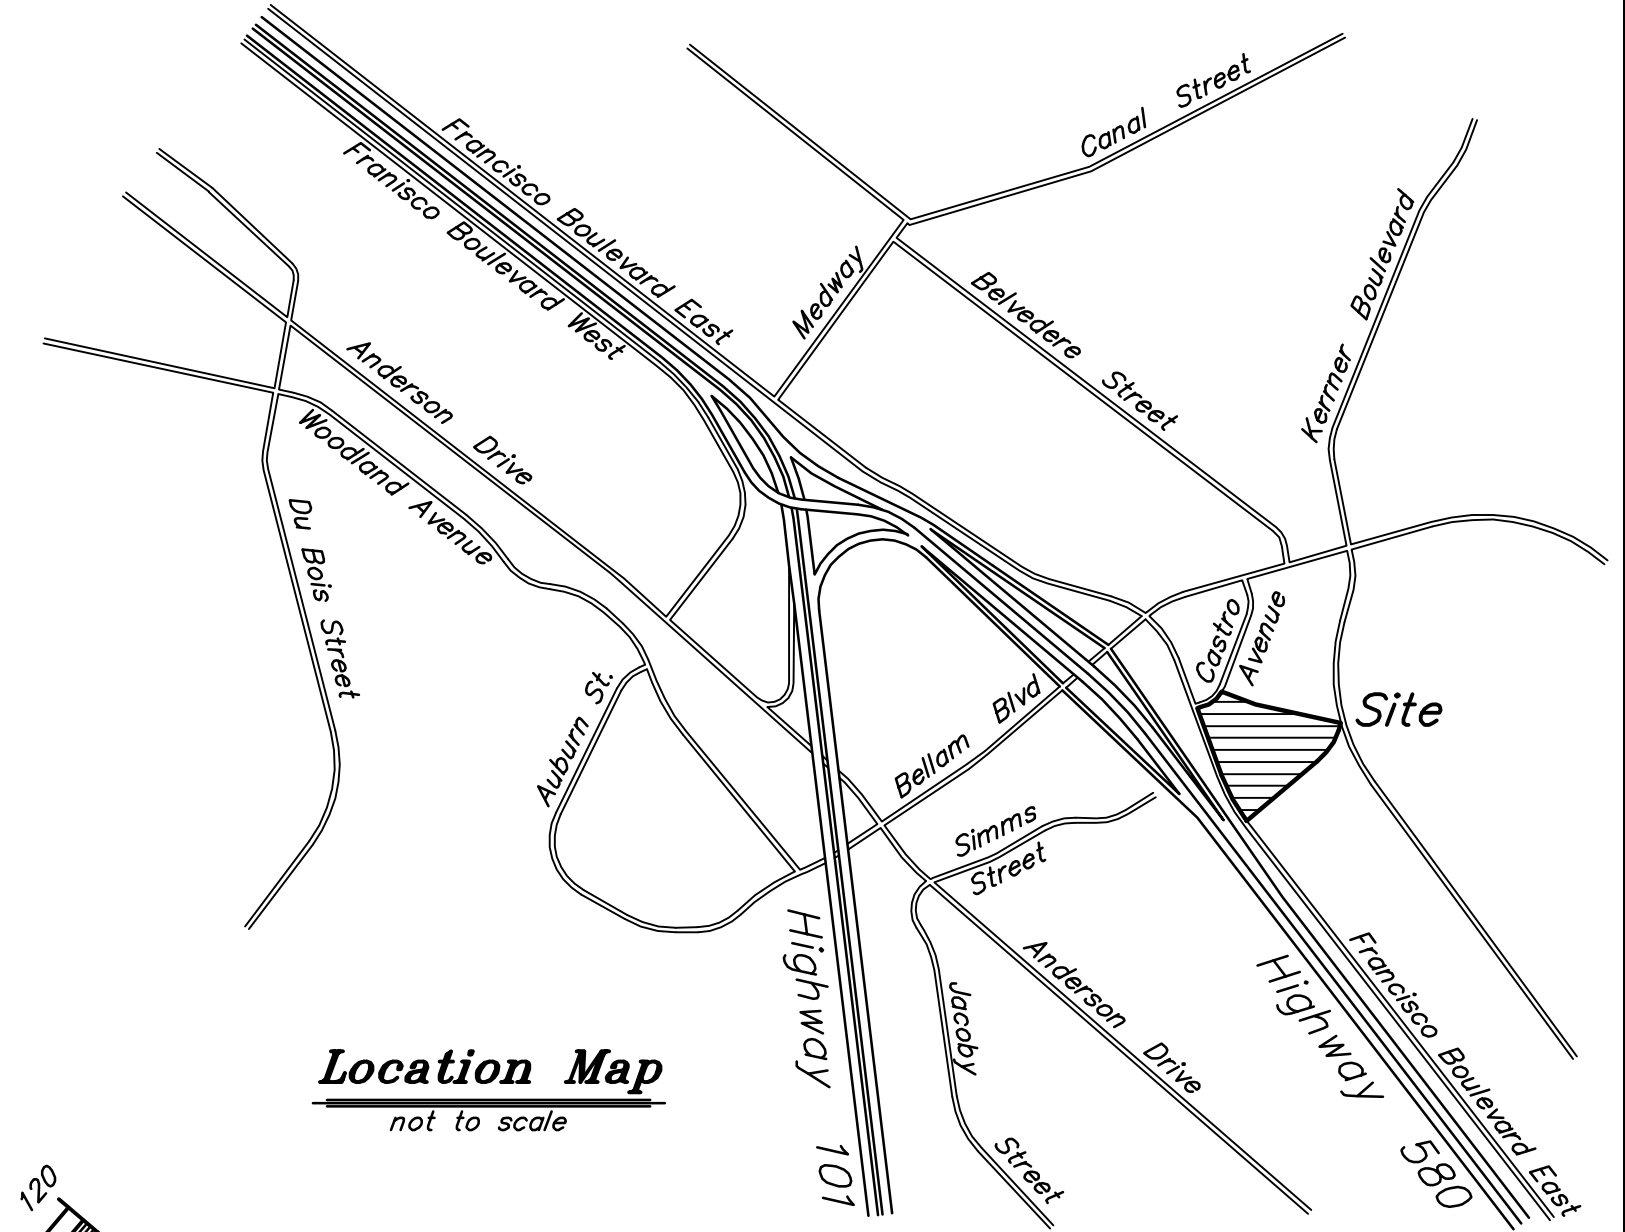 Canal Street
Francisco Boulevard East
Franisco Boulevard West
Medway
Belvedere Street
Kerrner Boulevard
Anderson Drive
Woodland Avenue
Du Bois Street
Castro
Avenue
Auburn St.
Bellam Blvd
Site
Simms
Street
Highway 101
Jacoby Street
Anderson Drive
Highway 580
Francisco Boulevard East
Location Map
not to scale
120